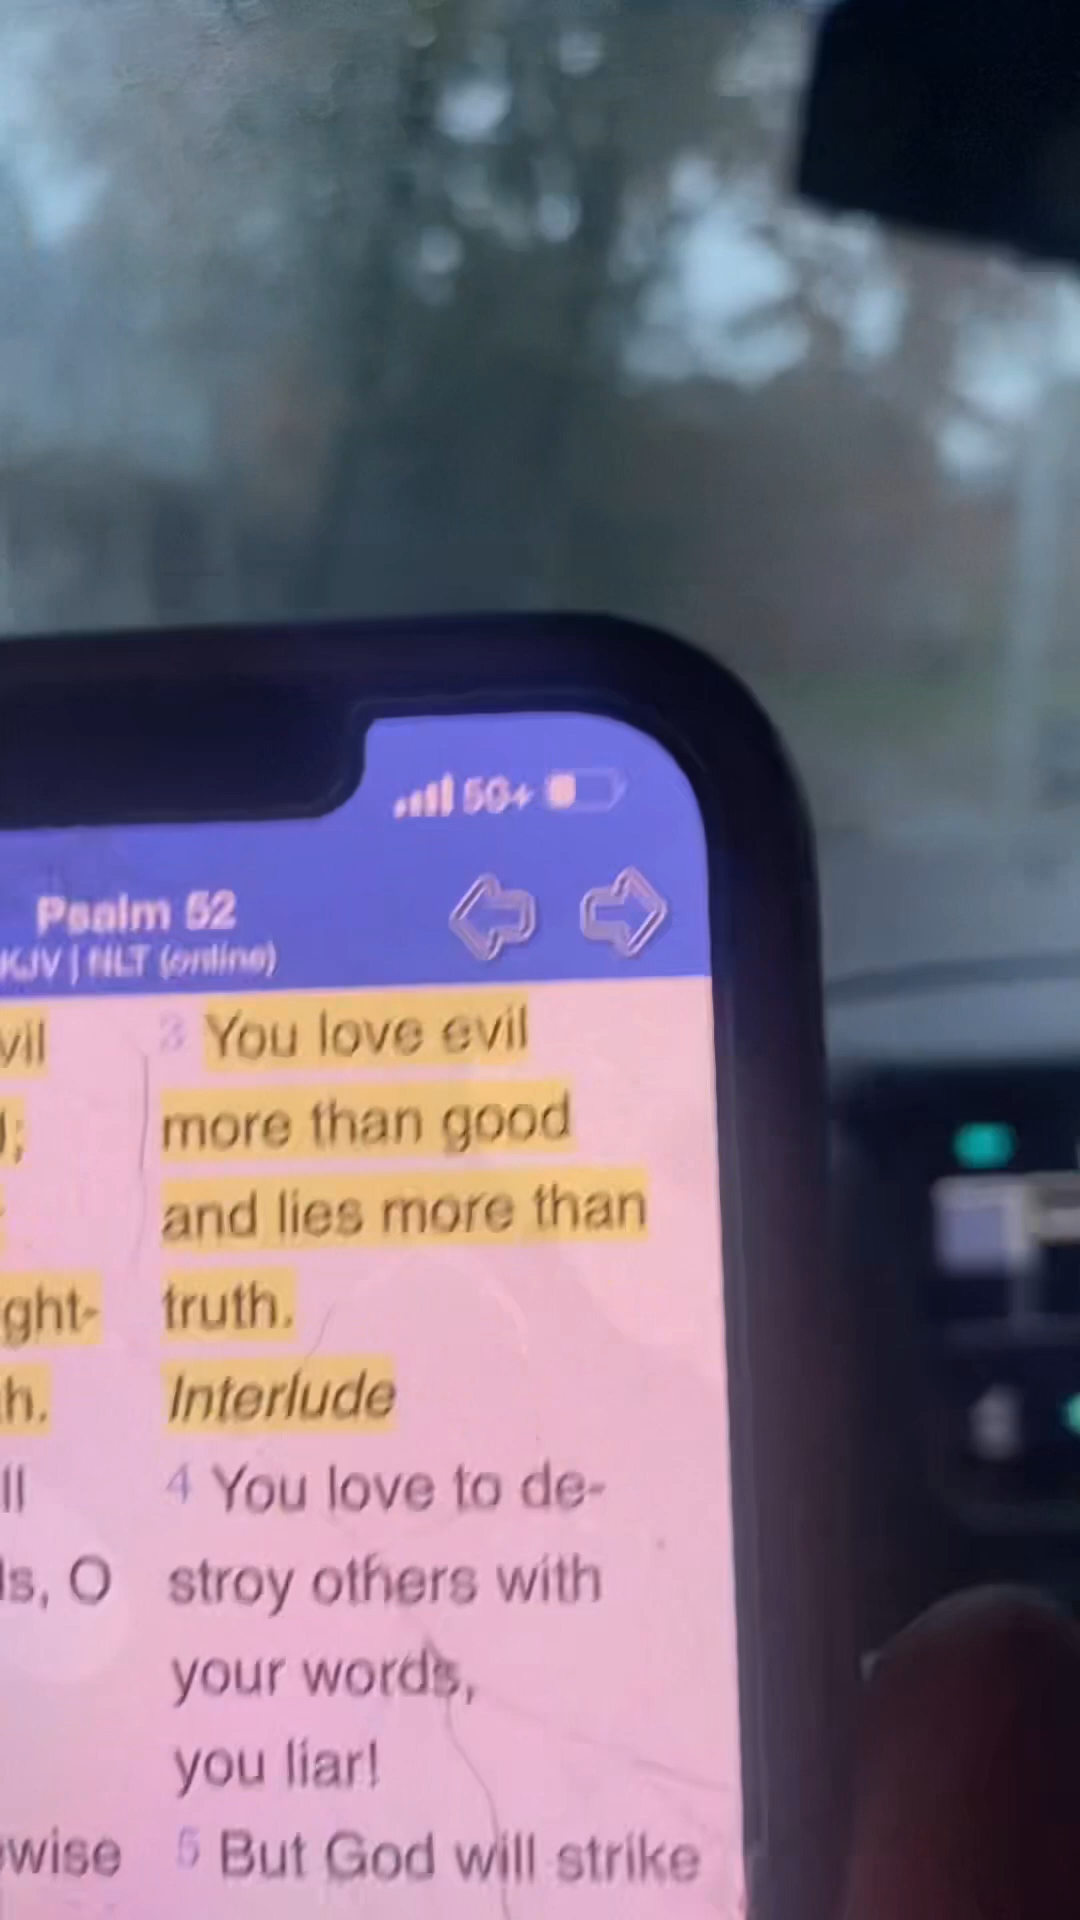 5G+
Psalm 52
KJV | NLT (online)
3 You love evil
more than good
and lies more than
truth.
Interlude
4 You love to de-
stroy others with
your words,
you liar!
5 But God will strike
vil
ght-
h.
ll
ls, O
wise